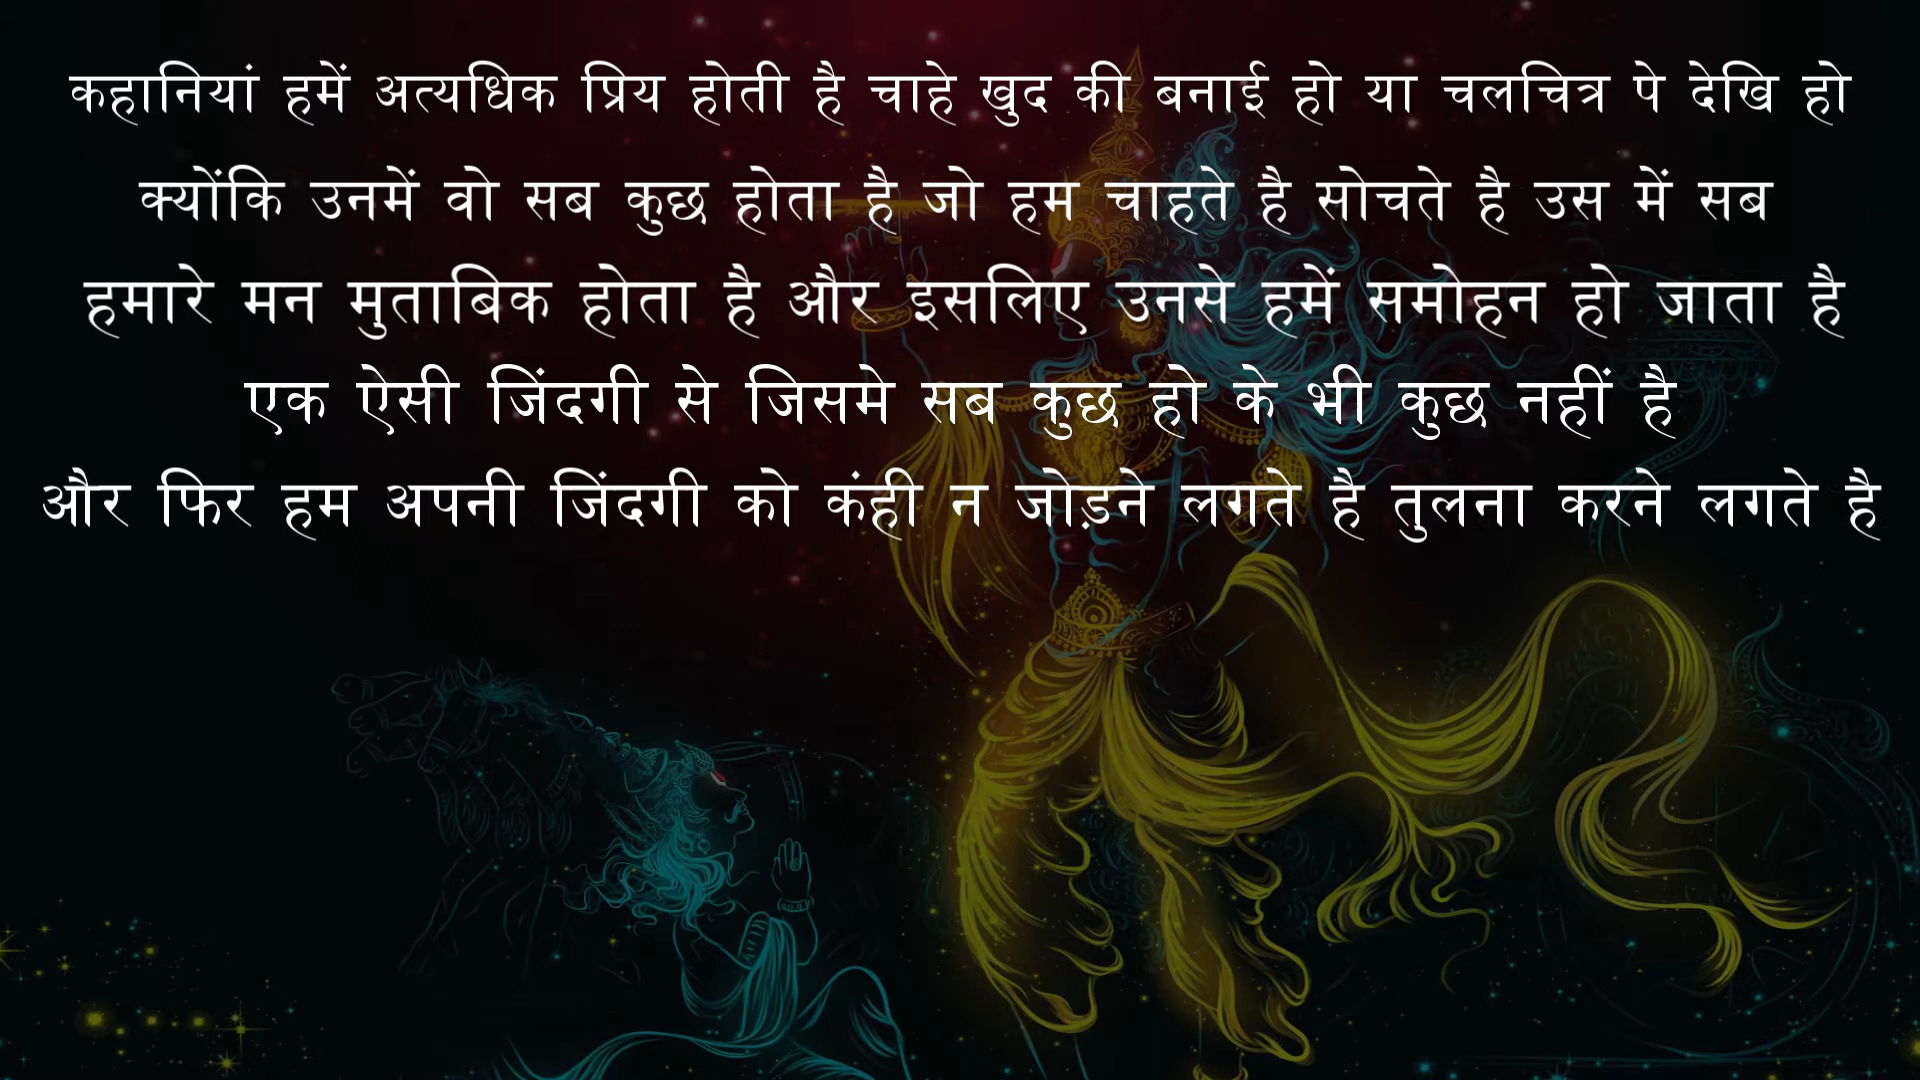 कहानियां हमें अत्यधिक प्रिय होती है चाहे खुद की बनाई हो या चलचित्र पे देखि हो
क्योंकि उनमें वो सब कुछ होता है जो हम चाहते है सोचते है उस में सब
हमारे मन मुताबिक होता है और इसलिए उनसे हमें समोहन हो जाता है
एक ऐसी जिंदगी से जिसमे सब कुछ हो के भी कुछ नहीं है
और फिर हम अपनी जिंदगी को कंही न जोड़ने लगते है तुलना करने लगते है